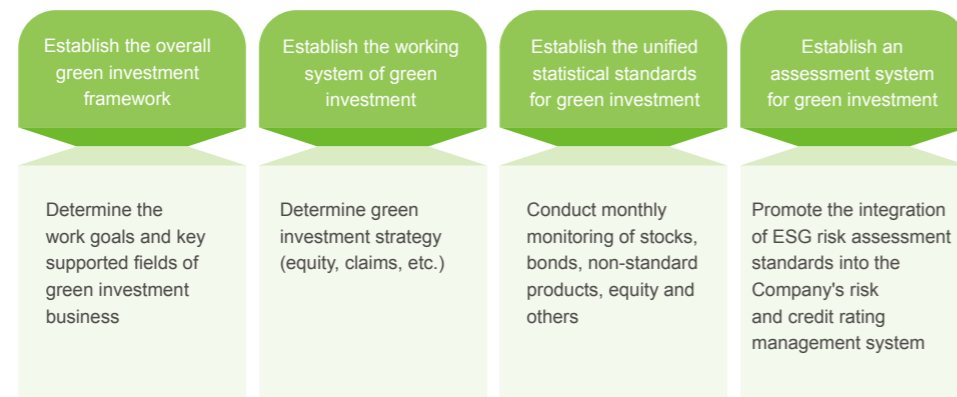 Establish the overall
green investment
framework
Establish the working
system of green
investment
Establish the unified
statistical standards
for green investment
Establish an
assessment system
for green investment
Determine the
work goals and key
supported fields of
green investment
business
Determine green
investment strategy
(equity, claims, etc.)
Conduct monthly
monitoring of stocks,
bonds, non-standard
products, equity and
others
Promote the integration
of ESG risk assessment
standards into the
Company's risk
and credit rating
management system